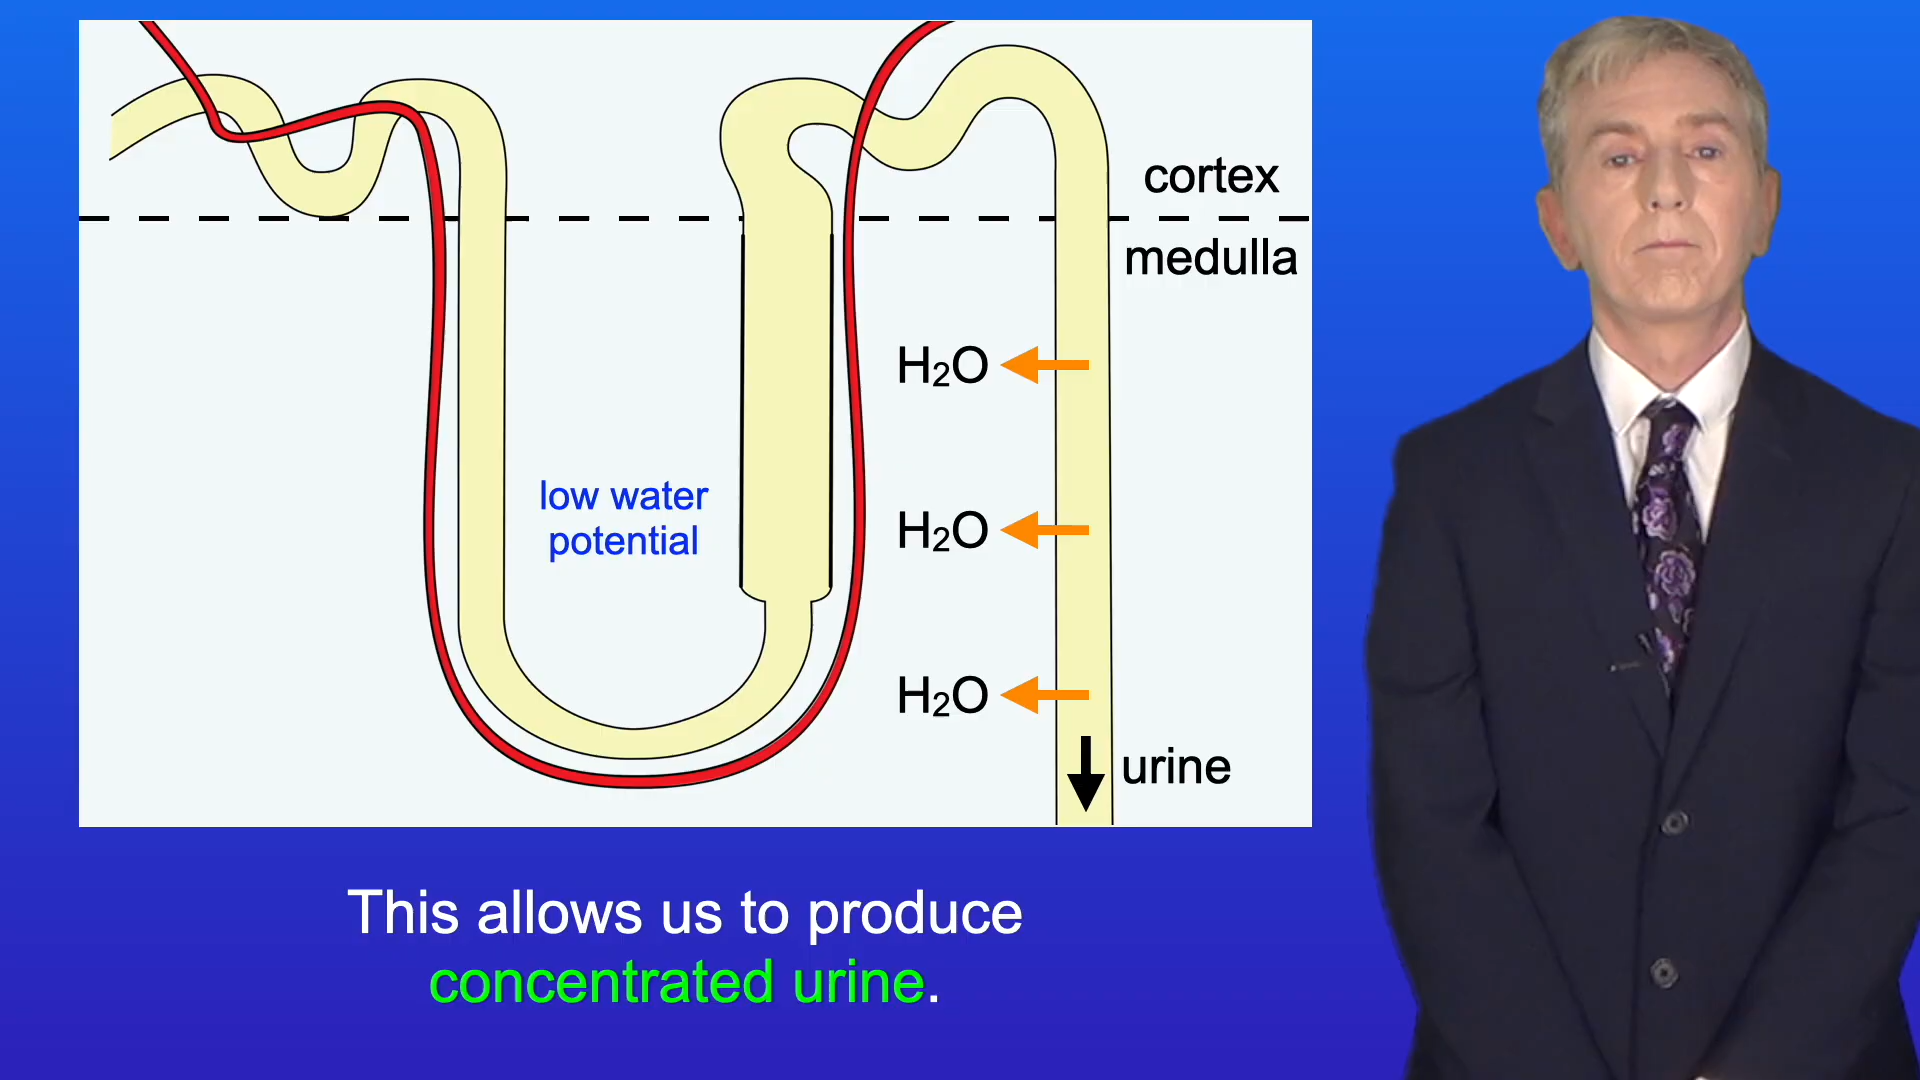 cortex
medulla
H₂O
low water
potential
H₂O
H₂O
urine
This allows us to produce
concentrated urine.